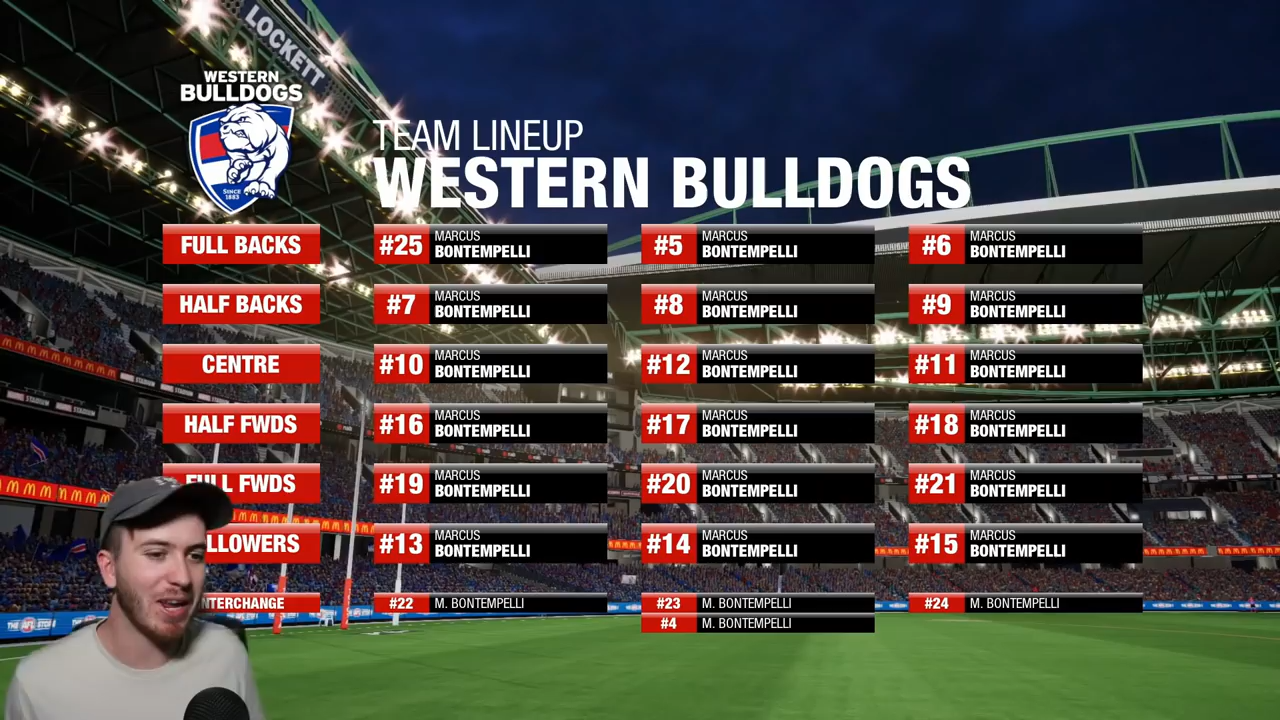 LOCKETT
WESTERN
BULLDOGS
SINCE
1883
TEAM LINEUP
WESTERN BULLDOGS
FULL BACKS
#25 MARCUS BONTEMPELLI
#5 MARCUS BONTEMPELLI
#6 MARCUS BONTEMPELLI
HALF BACKS
#7 MARCUS BONTEMPELLI
#8 MARCUS BONTEMPELLI
#9 MARCUS BONTEMPELLI
CENTRE
#10 MARCUS BONTEMPELLI
#12 MARCUS BONTEMPELLI
#11 MARCUS BONTEMPELLI
HALF FWDS
#16 MARCUS BONTEMPELLI
#17 MARCUS BONTEMPELLI
#18 MARCUS BONTEMPELLI
FULL FWDS
#19 MARCUS BONTEMPELLI
#20 MARCUS BONTEMPELLI
#21 MARCUS BONTEMPELLI
LLOWERS
#13 MARCUS BONTEMPELLI
#14 MARCUS BONTEMPELLI
#15 MARCUS BONTEMPELLI
NTERCHANGE
#22 M. BONTEMPELLI
#23 M. BONTEMPELLI
#24 M. BONTEMPELLI
#4 M. BONTEMPELLI